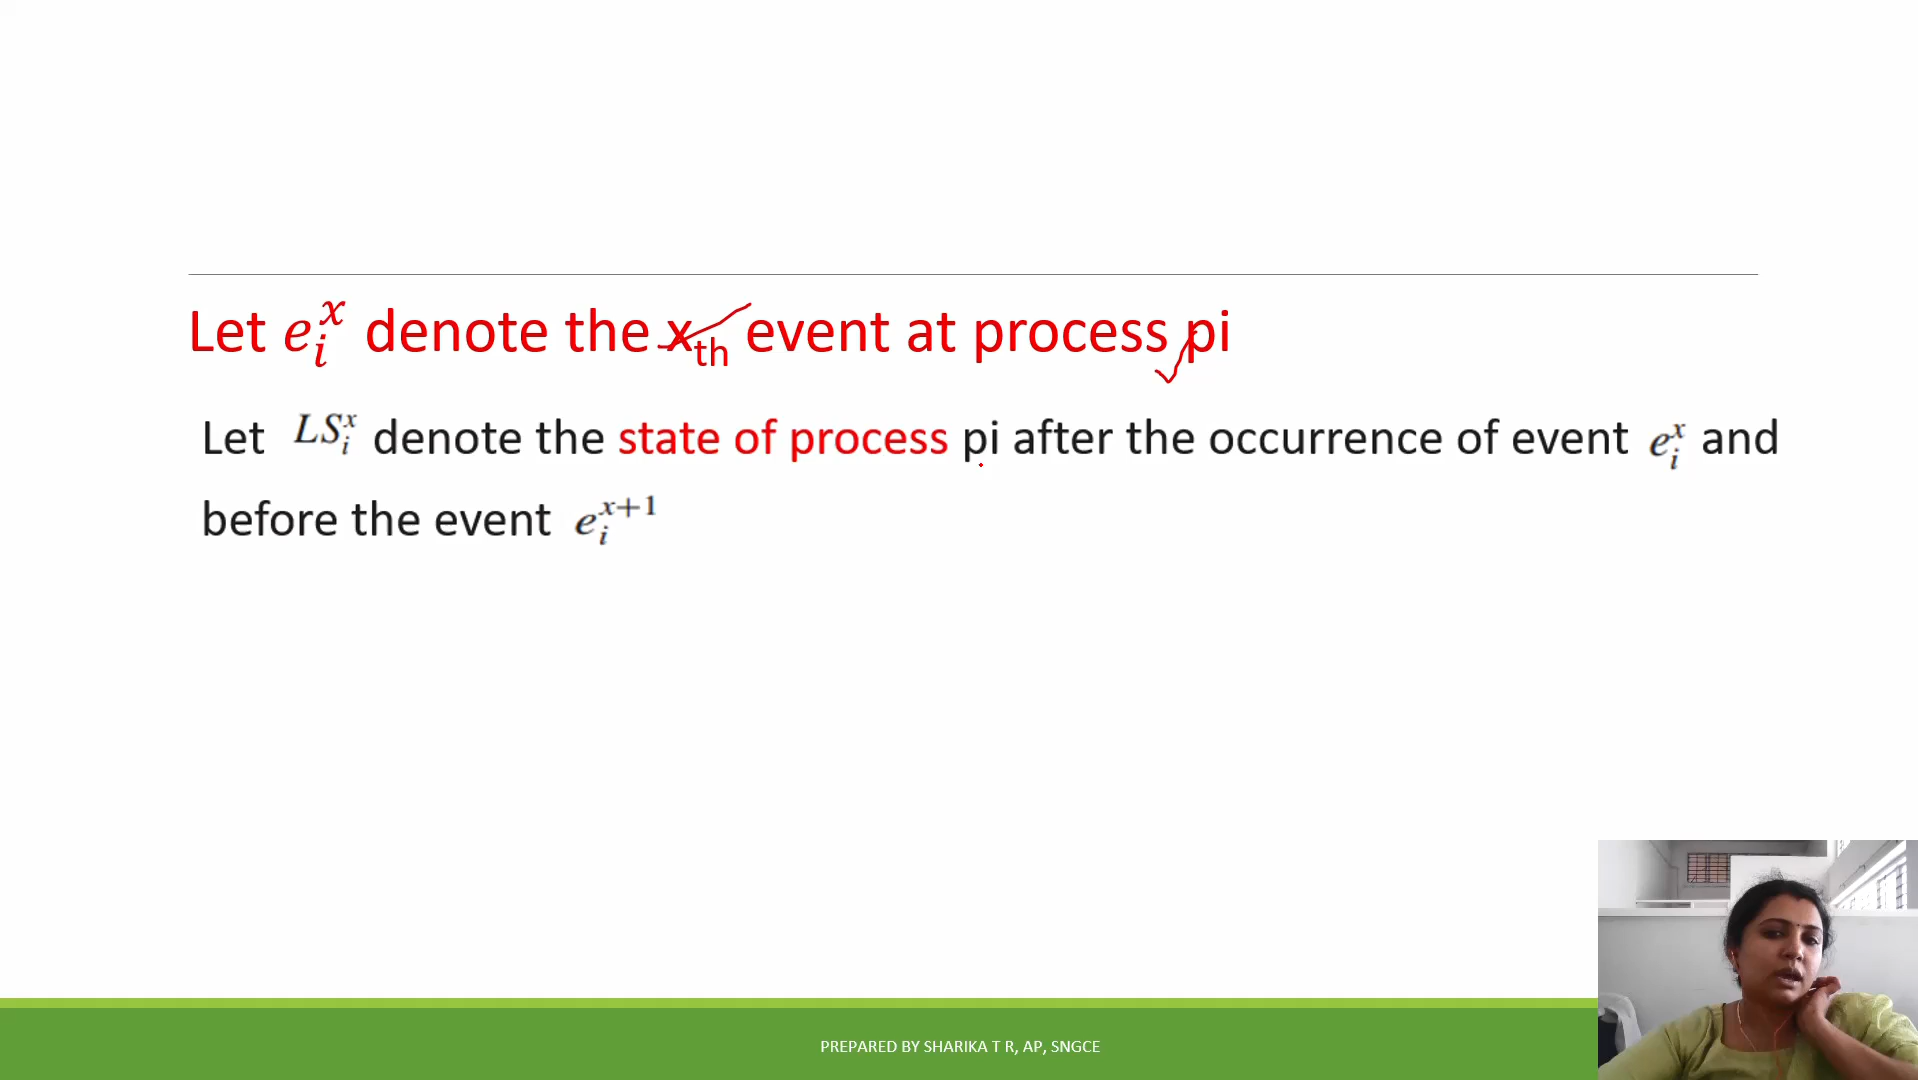 Let e_i^x denote the x_th event at process pi
Let LS_i^x denote the state of process pi after the occurrence of event e_i^x and
before the event e_i^{x+1}
PREPARED BY SHARIKA T R, AP, SNGCE